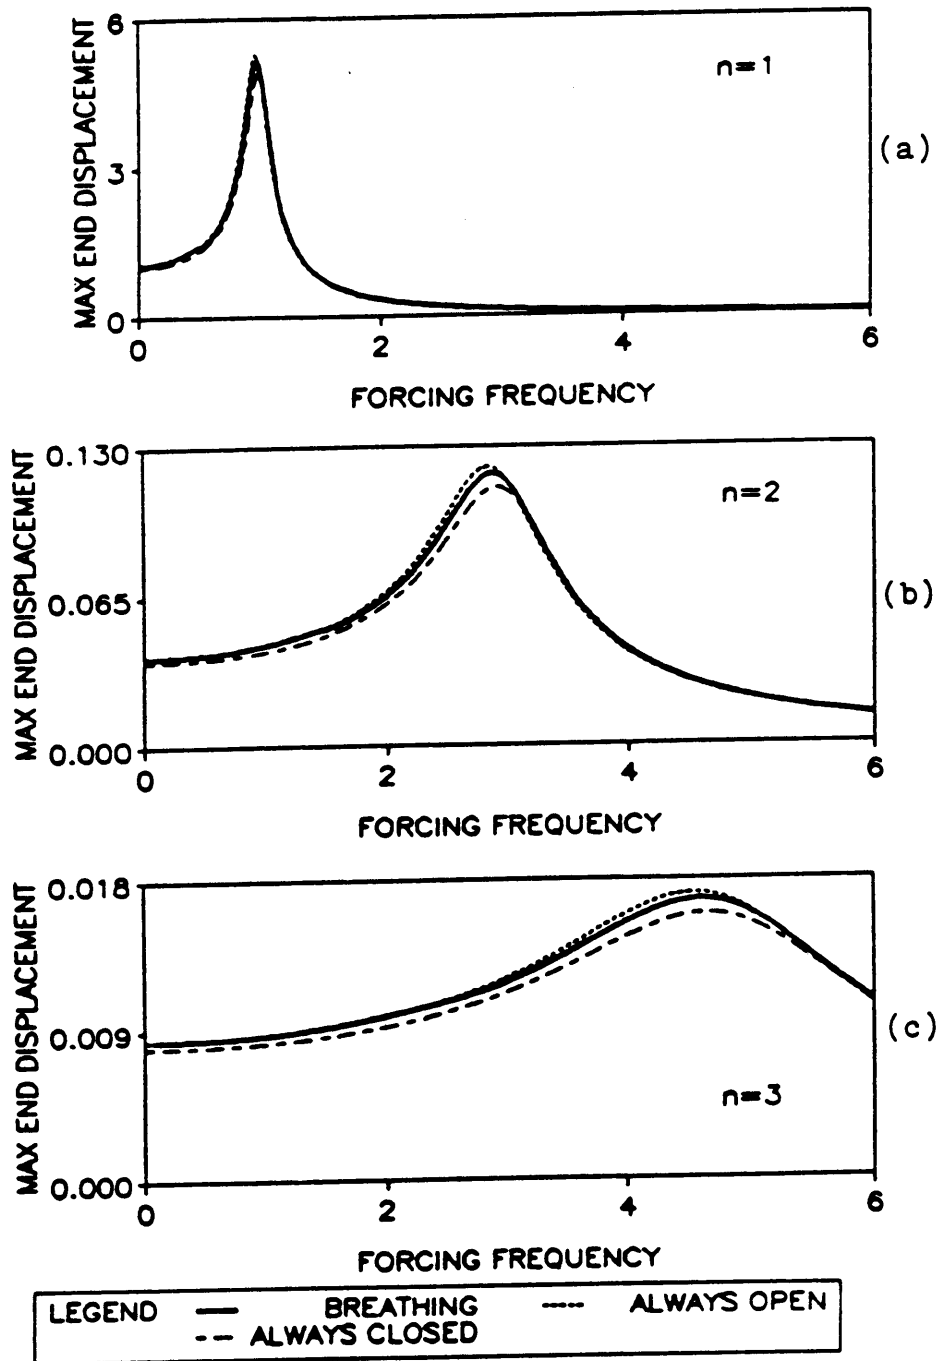 MAX END DISPLACEMENT
6
3
0
n=1
(a)
0 2 4 6
FORCING FREQUENCY
MAX END DISPLACEMENT
0.130
0.065
0.000
n=2
(b)
0 2 4 6
FORCING FREQUENCY
MAX END DISPLACEMENT
0.018
0.009
0.000
n=3
(c)
0 2 4 6
FORCING FREQUENCY
LEGEND BREATHING ALWAYS OPEN
ALWAYS CLOSED